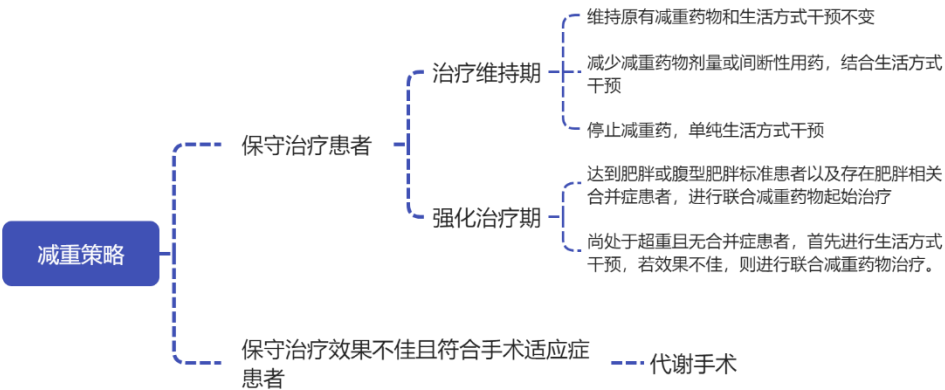 减重策略
保守治疗患者
治疗维持期
维持原有减重药物和生活方式干预不变
减少减重药物剂量或间断性用药，结合生活方式
干预
停止减重药，单纯生活方式干预
强化治疗期
达到肥胖或腹型肥胖标准患者以及存在肥胖相关
合并症患者，进行联合减重药物起始治疗
尚处于超重且无合并症患者，首先进行生活方式
干预，若效果不佳，则进行联合减重药物治疗。
保守治疗效果不佳且符合手术适应症
患者
代谢手术